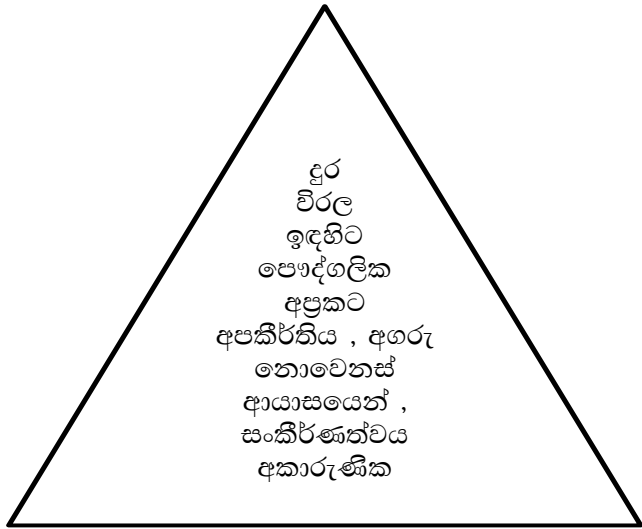 දුර
විරල
ඉඳහිට
පෞද්ගලික
අප්‍රකට
අපකීර්තිය , අගරු
නොවෙනස්
ආයාසයෙන් ,
සංකීර්ණත්වය
අකාරුණික